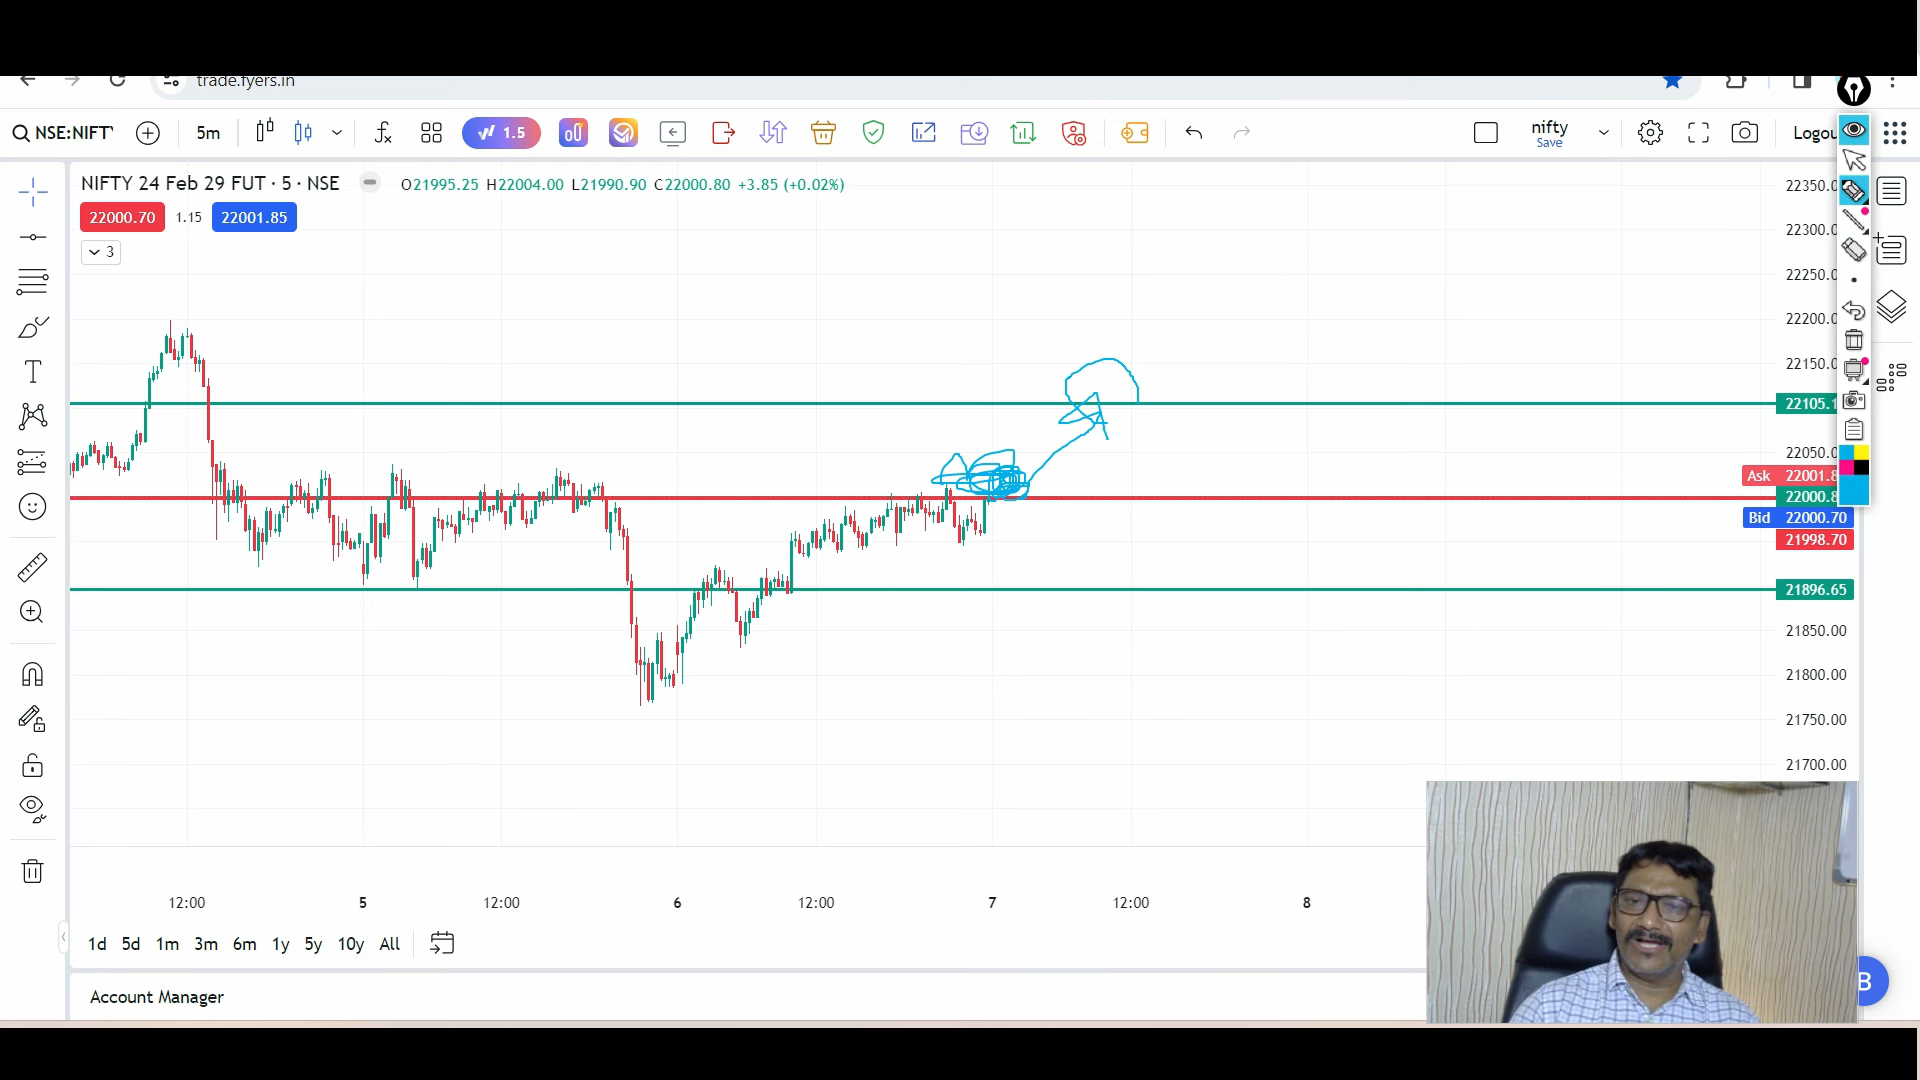 trade.fyers.in
NSE:NIFTY 5m 1.5 nifty Save Logou
NIFTY 24 Feb 29 FUT · 5 · NSE O21995.25 H22004.00 L21990.90 C22000.80 +3.85 (+0.02%)
22000.70 1.15 22001.85
3
22350.0
22300.0
22250.0
22200.0
22150.0
22105.1
22050.0
Ask 22001.8
22000.8
Bid 22000.70
21998.70
21896.65
21850.00
21800.00
21750.00
21700.00
12:00 5 12:00 6 12:00 7 12:00 8
1d 5d 1m 3m 6m 1y 5y 10y All
Account Manager
B